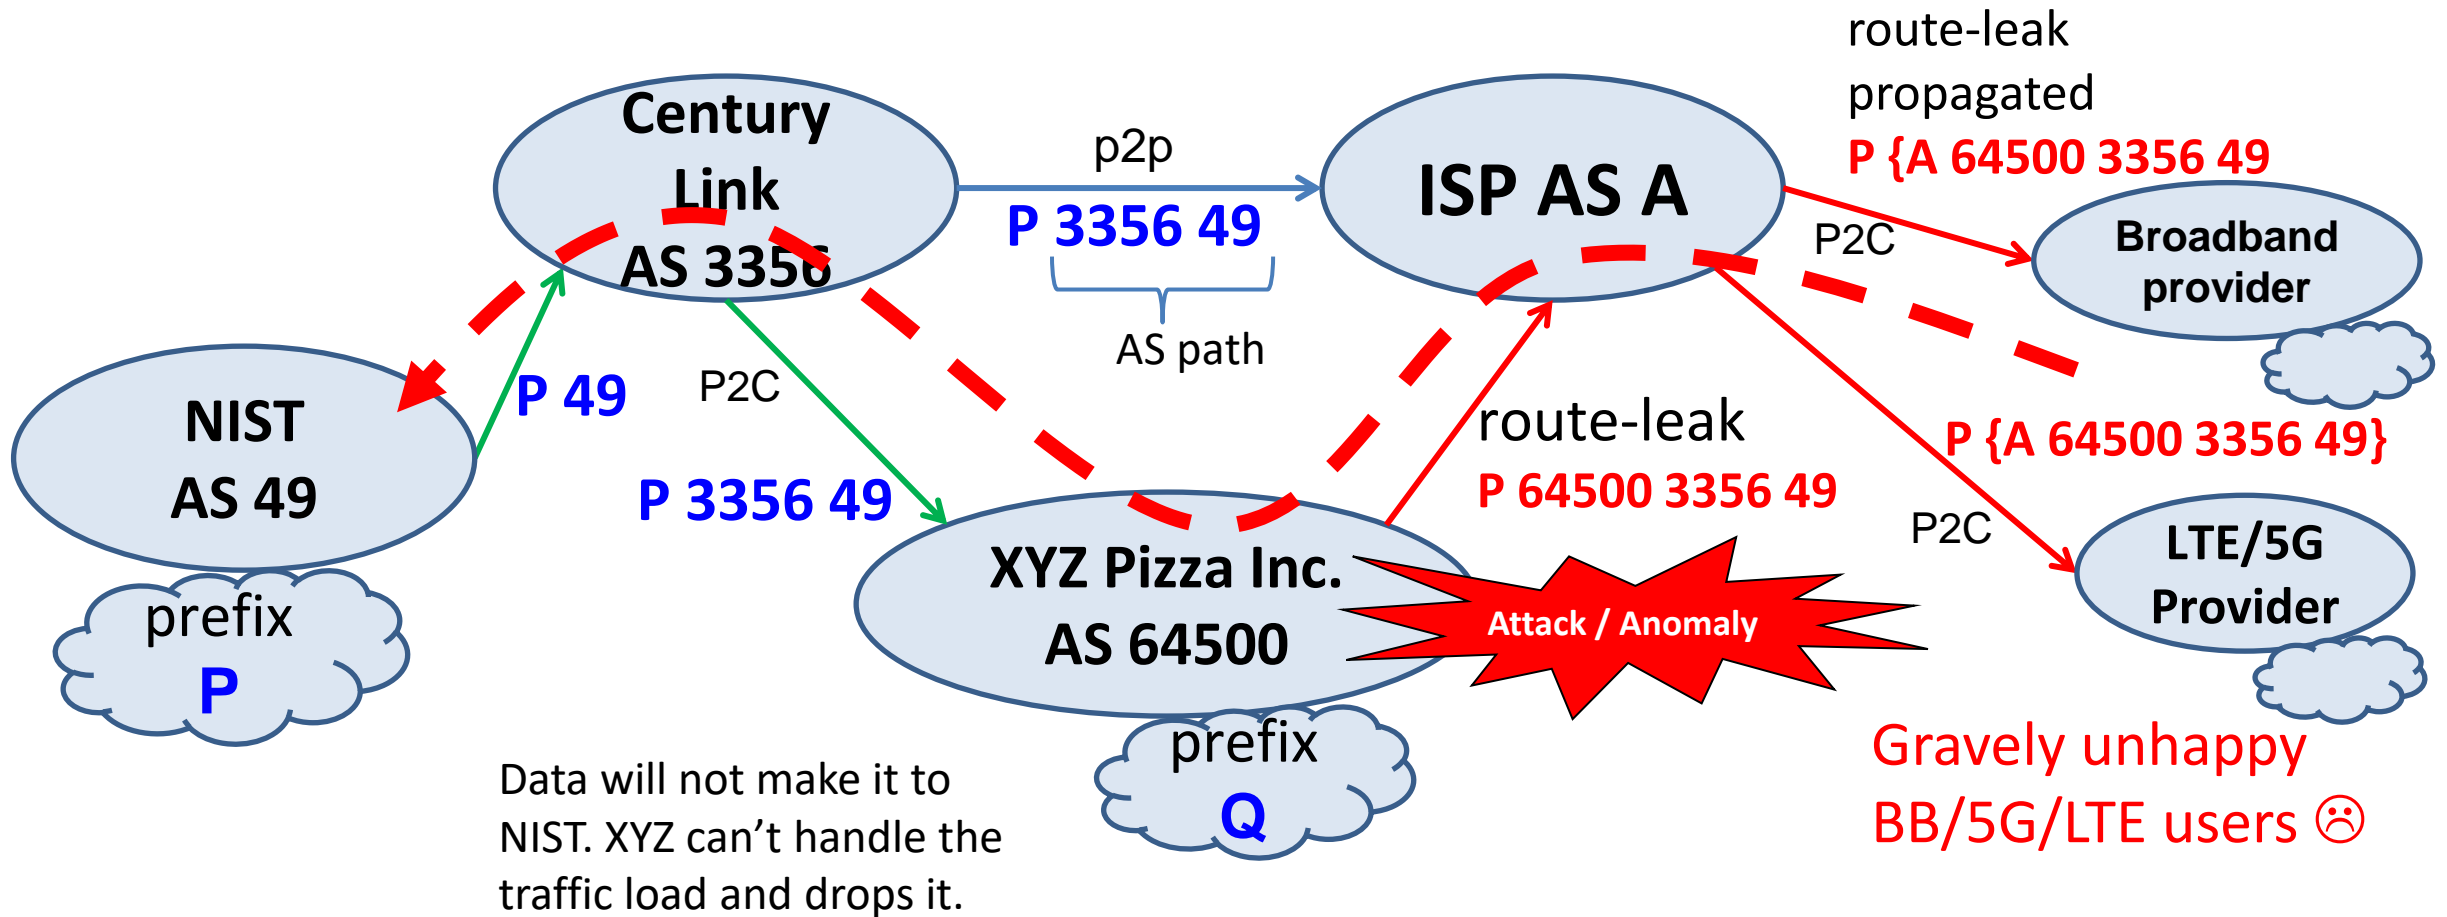 route-leak
propagated
P {A 64500 3356 49
Century
Link
AS 3356
p2p
P 3356 49
AS path
ISP AS A
P2C
Broadband
provider
NIST
AS 49
P 49
P2C
P 3356 49
route-leak
P 64500 3356 49
P {A 64500 3356 49}
P2C
LTE/5G
Provider
prefix
P
XYZ Pizza Inc.
AS 64500
Attack / Anomaly
prefix
Q
Data will not make it to
NIST. XYZ can’t handle the
traffic load and drops it.
Gravely unhappy
BB/5G/LTE users ☹